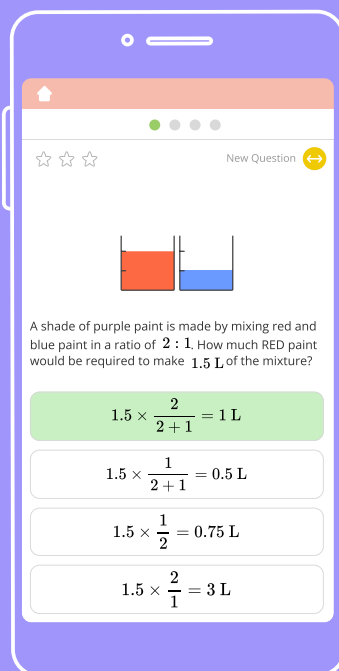 New Question
A shade of purple paint is made by mixing red and
blue paint in a ratio of 2 : 1. How much RED paint
would be required to make 1.5 L of the mixture?
1.5 × 2/(2 + 1) = 1 L
1.5 × 1/(2 + 1) = 0.5 L
1.5 × 1/2 = 0.75 L
1.5 × 2/1 = 3 L